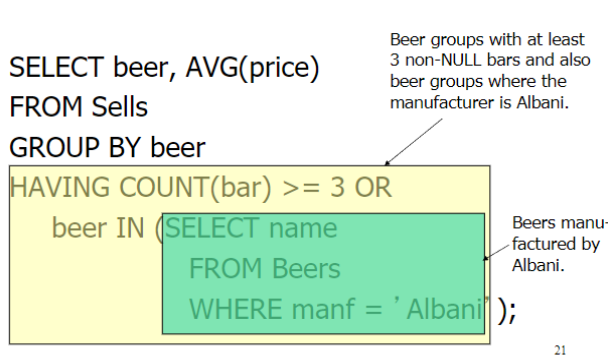 Beer groups with at least
3 non-NULL bars and also
beer groups where the
manufacturer is Albani.
SELECT beer, AVG(price)
FROM Sells
GROUP BY beer
HAVING COUNT(bar) >= 3 OR
beer IN (SELECT name
FROM Beers
WHERE manf = 'Albani');
Beers manu-
factured by
Albani.
21